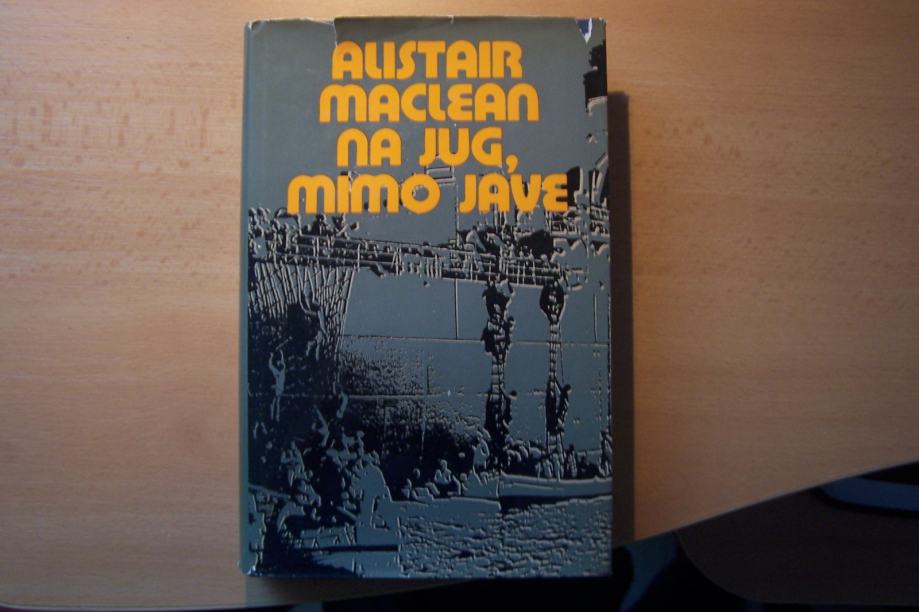 ALISTAIR
MACLEAN
NA JUG,
MIMO JAVE